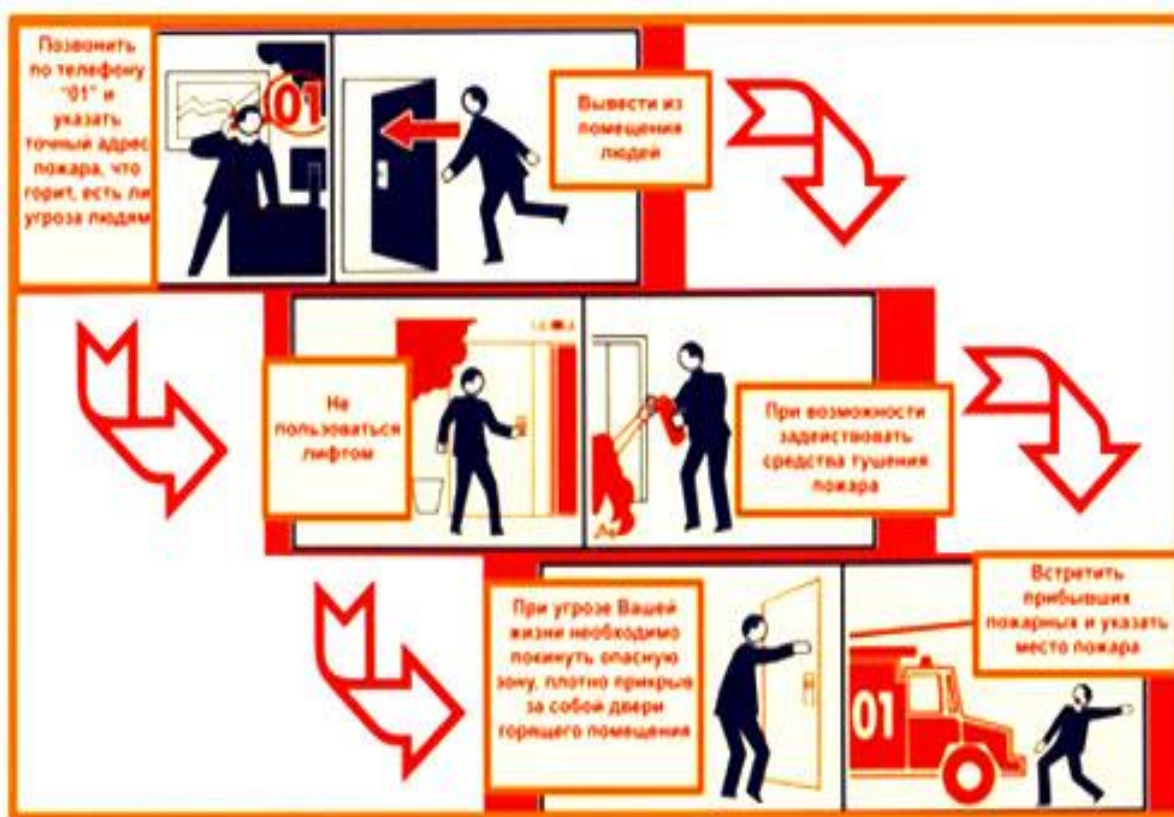 Позвонить
по телефону
"01" и
указать
точный адрес
пожара, что
горит, есть ли
угроза людям
01
Вывести из
помещения
людей
Не
пользоваться
лифтом
При возможности
задействовать
средства тушения
пожара
При угрозе Вашей
жизни необходимо
покинуть опасную
зону, плотно прикрыв
за собой двери
горящего помещения
01
Встретить
прибывших
пожарных и указать
место пожара